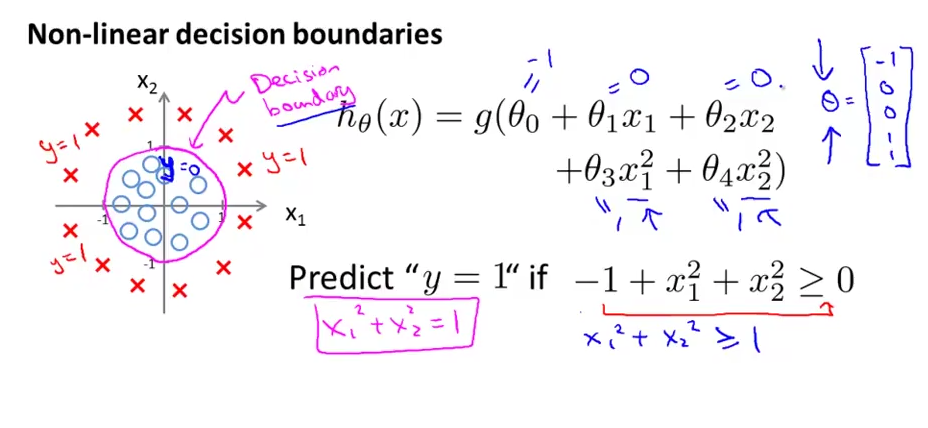 Non-linear decision boundaries
-1
=0
=0.
θ = [-1 0 0 1 1]
x₂
Decision
boundary
h_θ(x) = g(θ₀ + θ₁x₁ + θ₂x₂
+θ₃x₁² + θ₄x₂²)
1
1
y=1
y=0
y=1
1
-1
1
x₁
y=1
-1
Predict “y = 1“ if −1 + x₁² + x₂² ≥ 0
x₁² + x₂² = 1
x₁² + x₂² ≥ 1